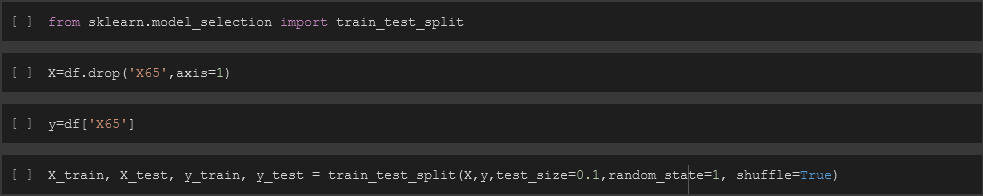 [ ] from sklearn.model_selection import train_test_split
[ ] X=df.drop('X65',axis=1)
[ ] y=df['X65']
[ ] X_train, X_test, y_train, y_test = train_test_split(X,y,test_size=0.1,random_state=1, shuffle=True)